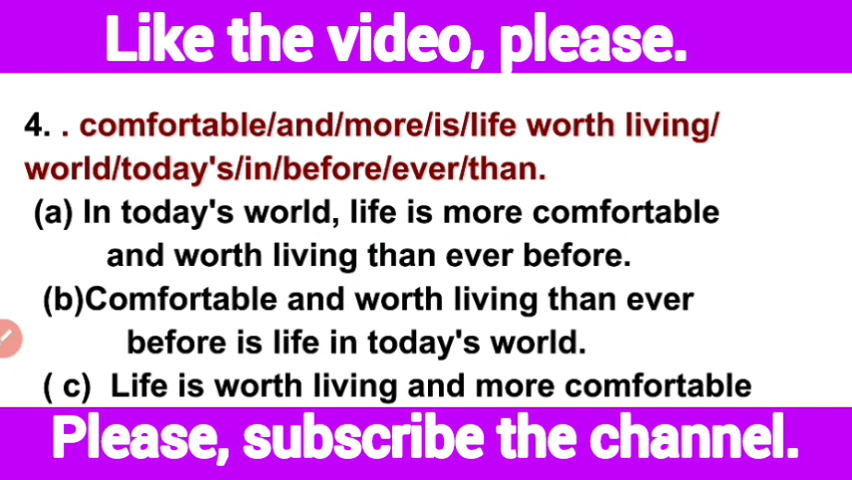 Like the video, please.
4. . comfortable/and/more/is/life worth living/
world/today's/in/before/ever/than.
(a) In today's world, life is more comfortable
and worth living than ever before.
(b)Comfortable and worth living than ever
before is life in today's world.
( c) Life is worth living and more comfortable
Please, subscribe the channel.